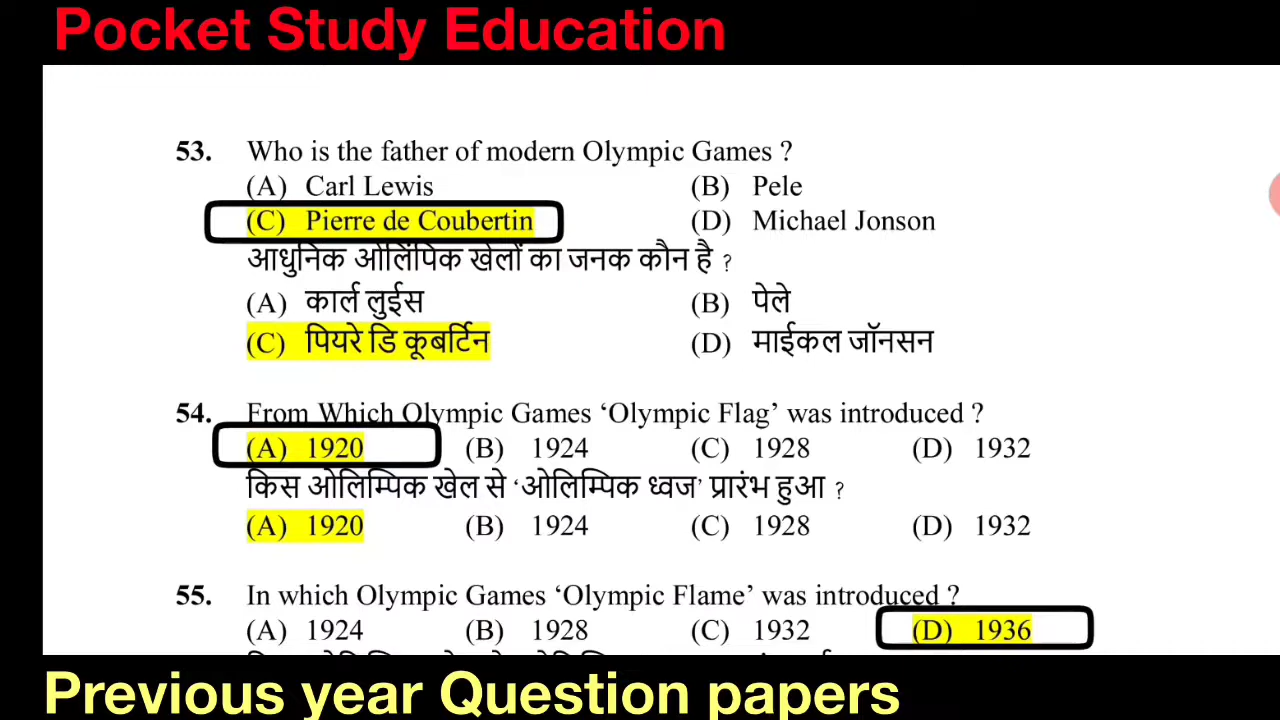 Pocket Study Education
53. Who is the father of modern Olympic Games ?
(A) Carl Lewis (B) Pele
(C) Pierre de Coubertin (D) Michael Jonson
आधुनिक ओलिंपिक खेलों का जनक कौन है ?
(A) कार्ल लुईस (B) पेले
(C) पियरे डि कूबर्टिन (D) माईकल जॉनसन
54. From Which Olympic Games ‘Olympic Flag’ was introduced ?
(A) 1920 (B) 1924 (C) 1928 (D) 1932
किस ओलिम्पिक खेल से ‘ओलिम्पिक ध्वज’ प्रारंभ हुआ ?
(A) 1920 (B) 1924 (C) 1928 (D) 1932
55. In which Olympic Games ‘Olympic Flame’ was introduced ?
(A) 1924 (B) 1928 (C) 1932 (D) 1936
Previous year Question papers